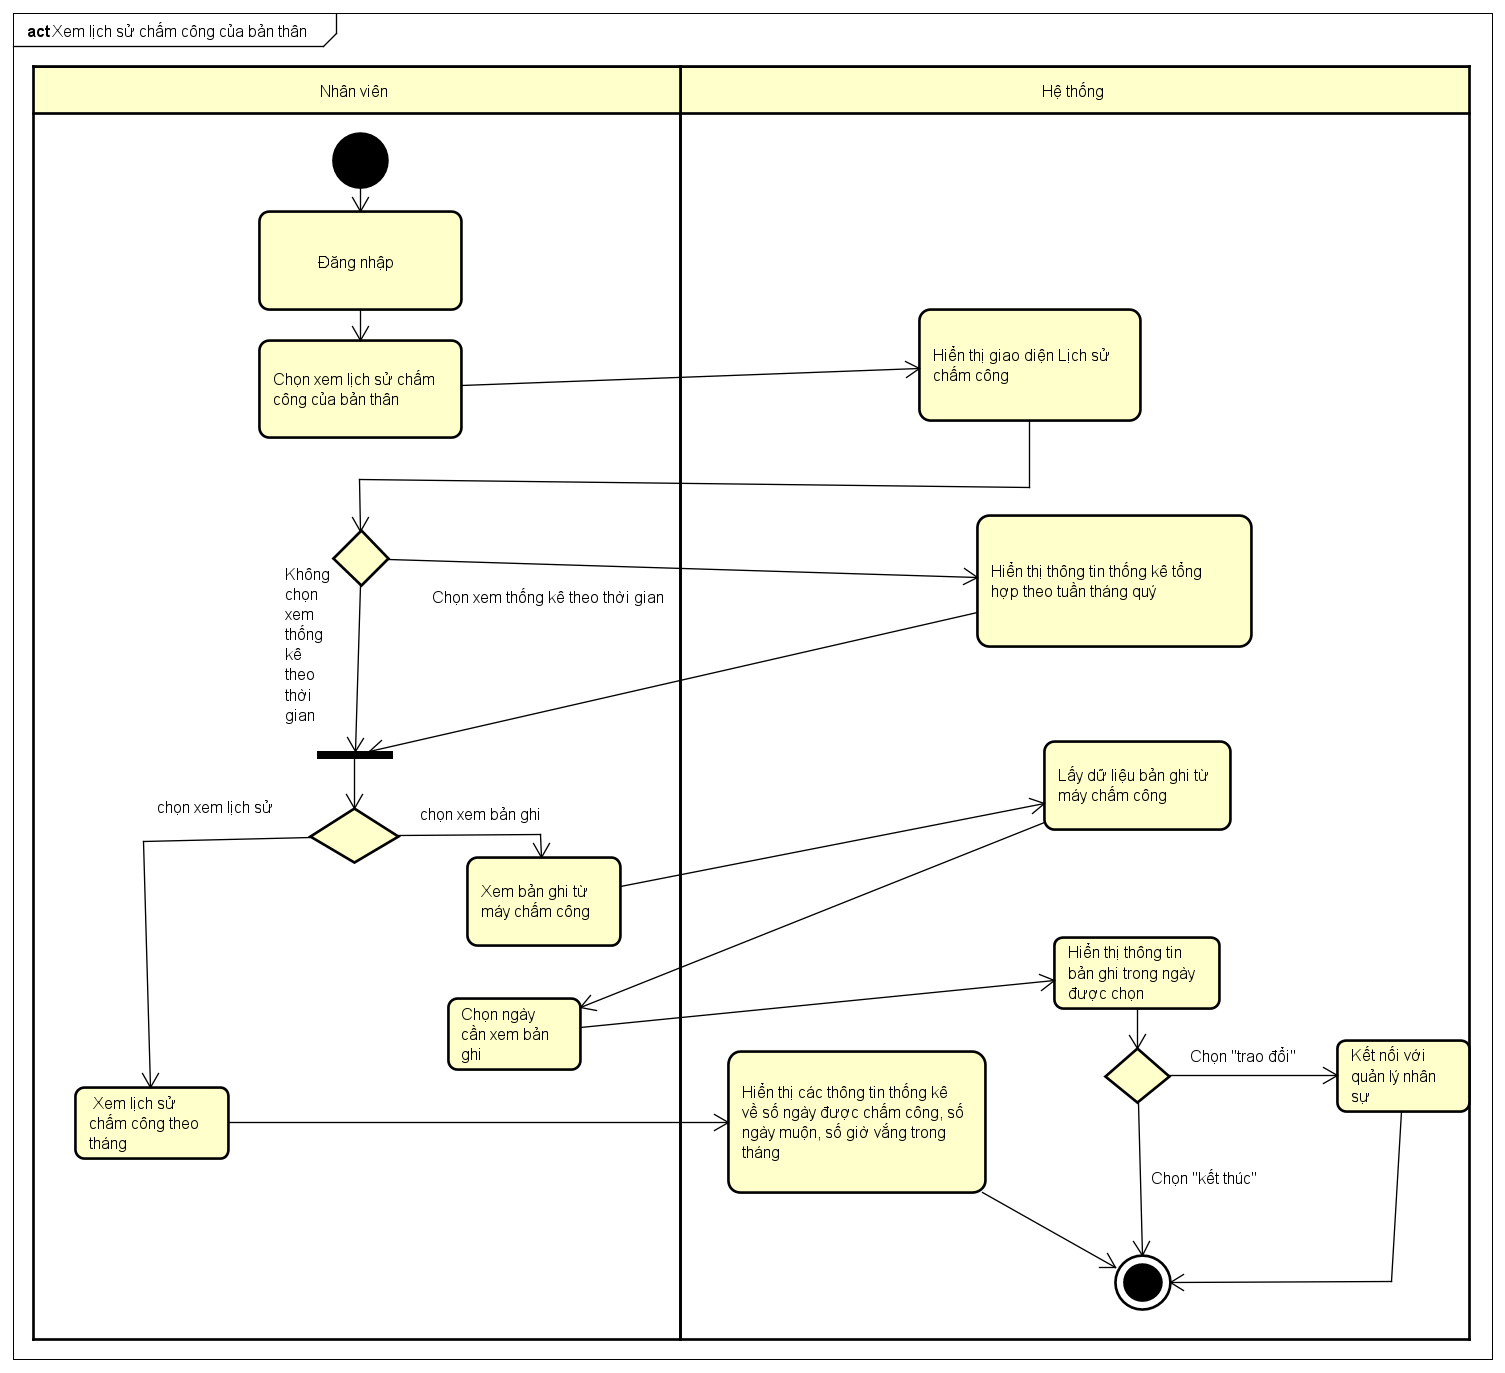 act Xem lịch sử chấm công của bản thân
Nhân viên
Hệ thống
Đăng nhập
Chọn xem lịch sử chấm
công của bản thân
Hiển thị giao diện Lịch sử
chấm công
Không
chọn
xem
thống
kê
theo
thời
gian
Chọn xem thống kê theo thời gian
Hiển thị thông tin thống kê tổng
hợp theo tuần tháng quý
chọn xem lịch sử
chọn xem bản ghi
Lấy dữ liệu bản ghi từ
máy chấm công
Xem bản ghi từ
máy chấm công
Hiển thị thông tin
bản ghi trong ngày
được chọn
Chọn ngày
cần xem bản
ghi
Chọn "trao đổi"
Kết nối với
quản lý nhân
sự
Xem lịch sử
chấm công theo
tháng
Hiển thị các thông tin thống kê
về số ngày được chấm công, số
ngày muộn, số giờ vắng trong
tháng
Chọn "kết thúc"